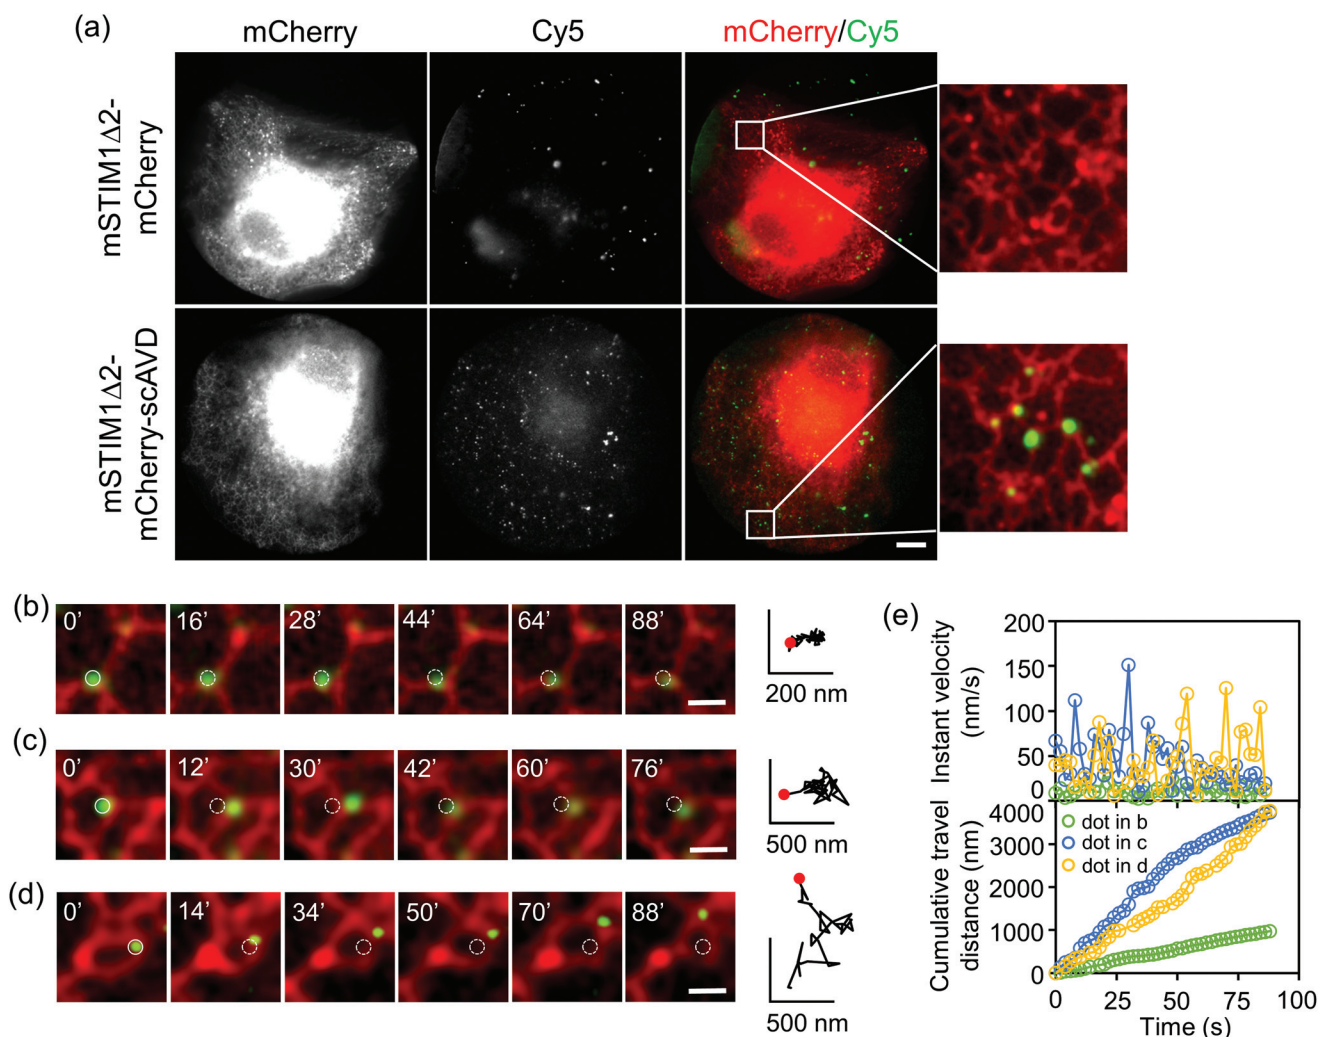 (a)
mCherry
Cy5
mCherry/Cy5
mSTIM1Δ2-
mCherry
mSTIM1Δ2-
mCherry-scAVD
(b)
0’
16’
28’
44’
64’
88’
200 nm
(c)
0’
12’
30’
42’
60’
76’
500 nm
(d)
0’
14’
34’
50’
70’
88’
500 nm
(e)
Instant velocity
(nm/s)
200
150
100
50
0
Cumulative travel
distance (nm)
4000
3000
2000
1000
0
dot in b
dot in c
dot in d
0
25
50
75
100
Time (s)